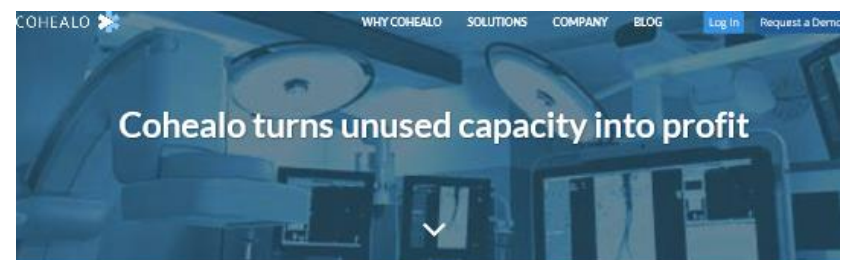 COHEALO WHY COHEALO SOLUTIONS COMPANY BLOG Log In Request a Demo
Cohealo turns unused capacity into profit